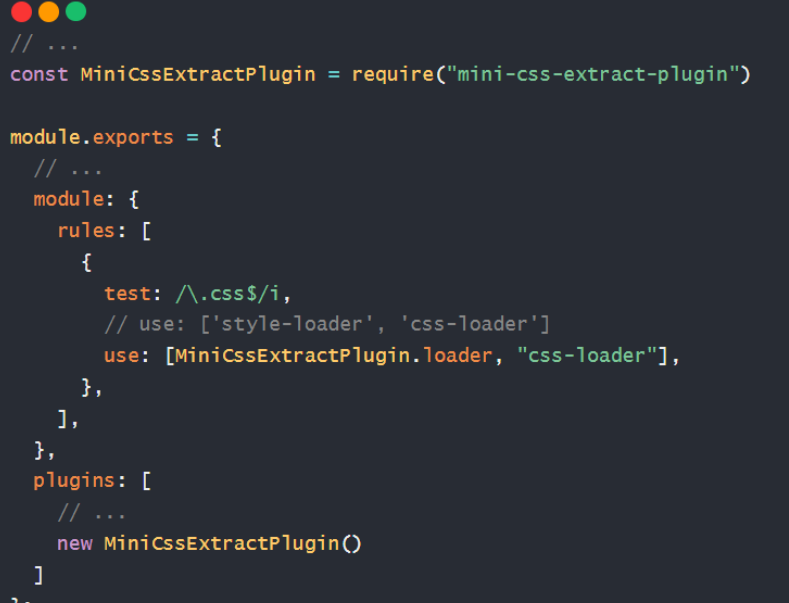 // ...
const MiniCssExtractPlugin = require("mini-css-extract-plugin")

module.exports = {
  // ...
  module: {
    rules: [
      {
        test: /\.css$/i,
        // use: ['style-loader', 'css-loader']
        use: [MiniCssExtractPlugin.loader, "css-loader"],
      },
    ],
  },
  plugins: [
    // ...
    new MiniCssExtractPlugin()
  ]